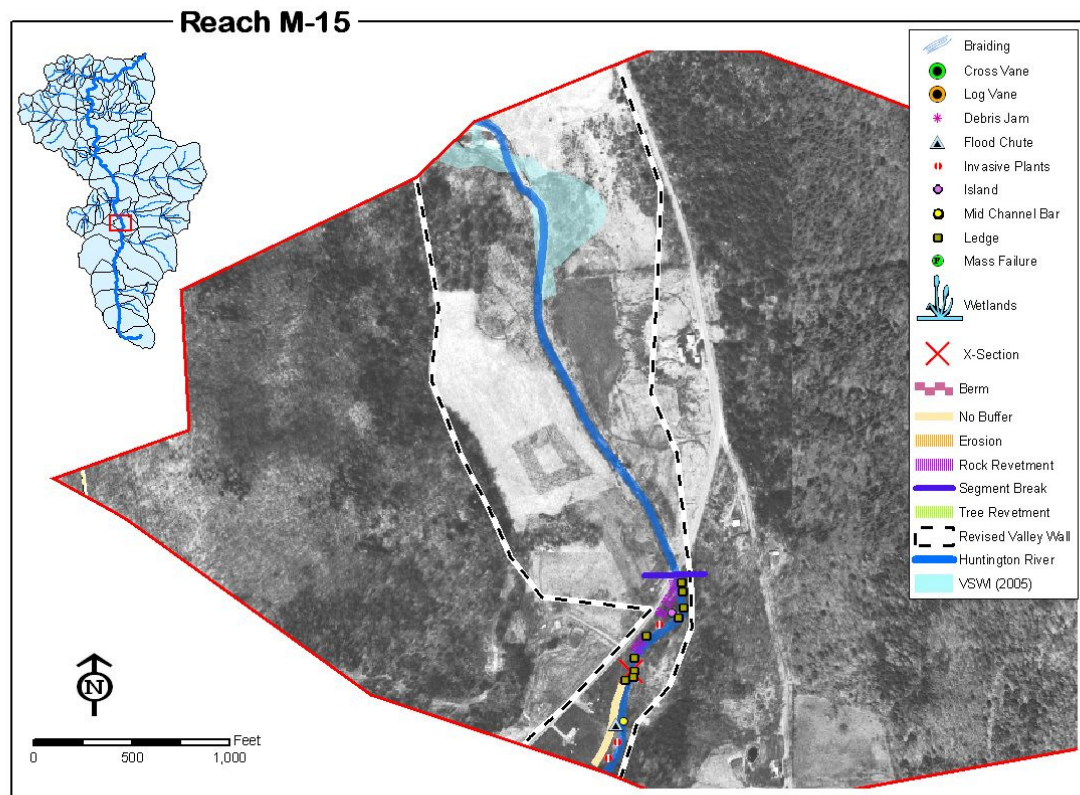 Reach M-15
Braiding
Cross Vane
Log Vane
Debris Jam
Flood Chute
Invasive Plants
Island
Mid Channel Bar
Ledge
Mass Failure
Wetlands
X-Section
Berm
No Buffer
Erosion
Rock Revetment
Segment Break
Tree Revetment
Revised Valley Wall
Huntington River
VSWI (2005)
N
Feet
0 500 1,000